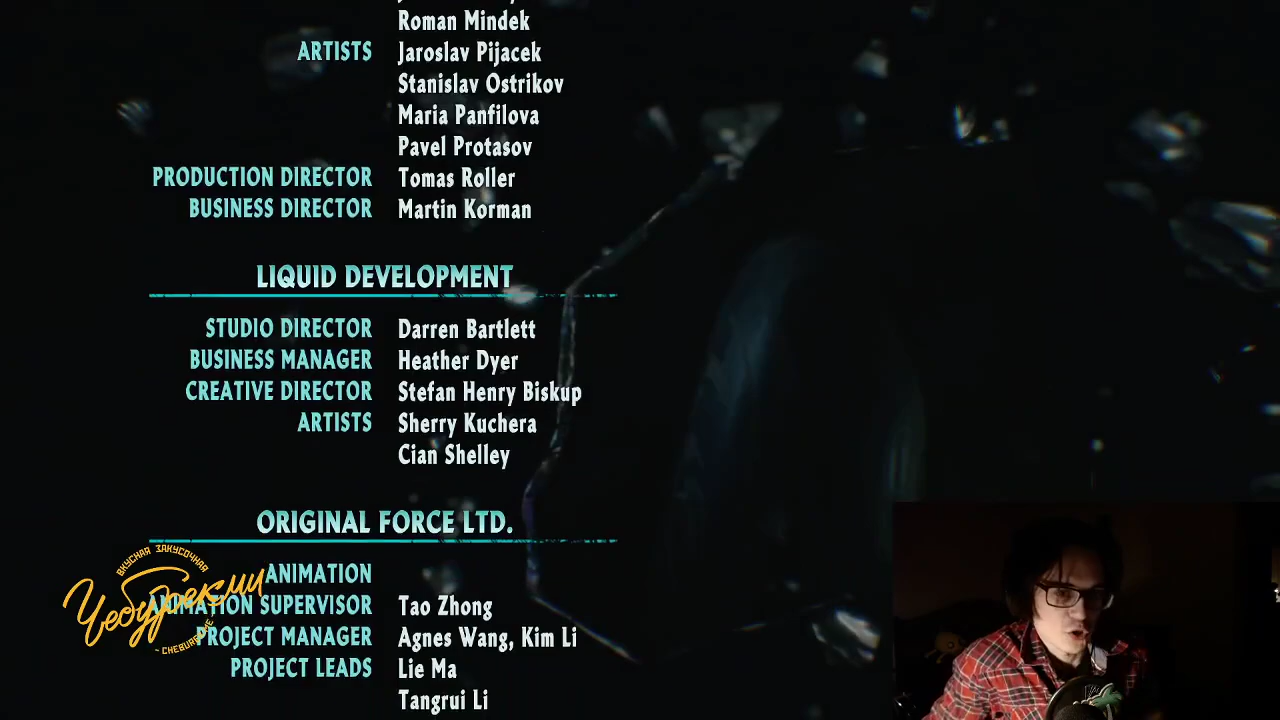 Roman Mindek
ARTISTS Jaroslav Pijacek
Stanislav Ostrikov
Maria Panfilova
Pavel Protasov
PRODUCTION DIRECTOR Tomas Roller
BUSINESS DIRECTOR Martin Korman
LIQUID DEVELOPMENT
STUDIO DIRECTOR Darren Bartlett
BUSINESS MANAGER Heather Dyer
CREATIVE DIRECTOR Stefan Henry Biskup
ARTISTS Sherry Kuchera
Cian Shelley
ORIGINAL FORCE LTD.
ВКУСНАЯ ЗАКУСОЧНАЯ
Чебурекми
ANIMATION
ANIMATION SUPERVISOR Tao Zhong
PROJECT MANAGER Agnes Wang, Kim Li
PROJECT LEADS Lie Ma
Tangrui Li